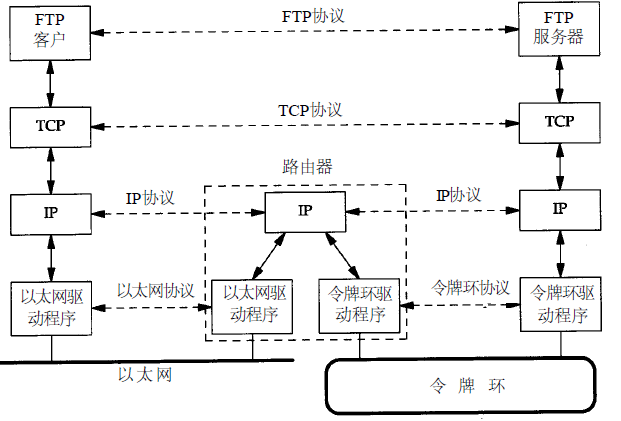 FTP
客户
FTP协议
FTP
服务器
TCP
TCP协议
TCP
路由器
IP
IP协议
IP
IP协议
IP
以太网驱
动程序
以太网协议
以太网驱
动程序
令牌环驱
动程序
令牌环协议
令牌环驱
动程序
以太网
令 牌 环